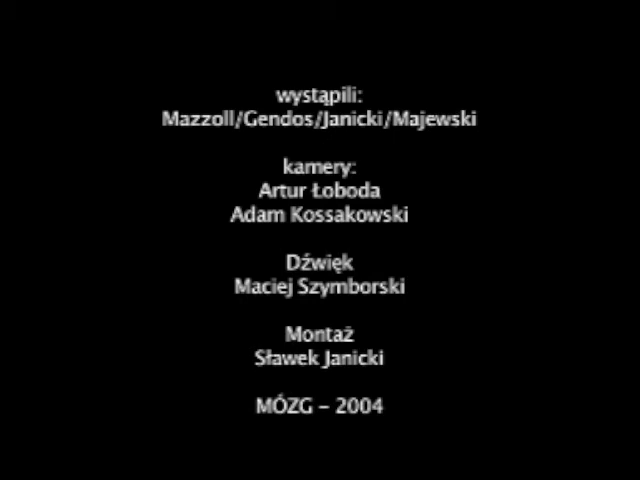 wystąpili:
Mazzoll/Gendos/Janicki/Majewski
kamery:
Artur Łoboda
Adam Kossakowski
Dźwięk
Maciej Szymborski
Montaż
Sławek Janicki
MÓZG - 2004